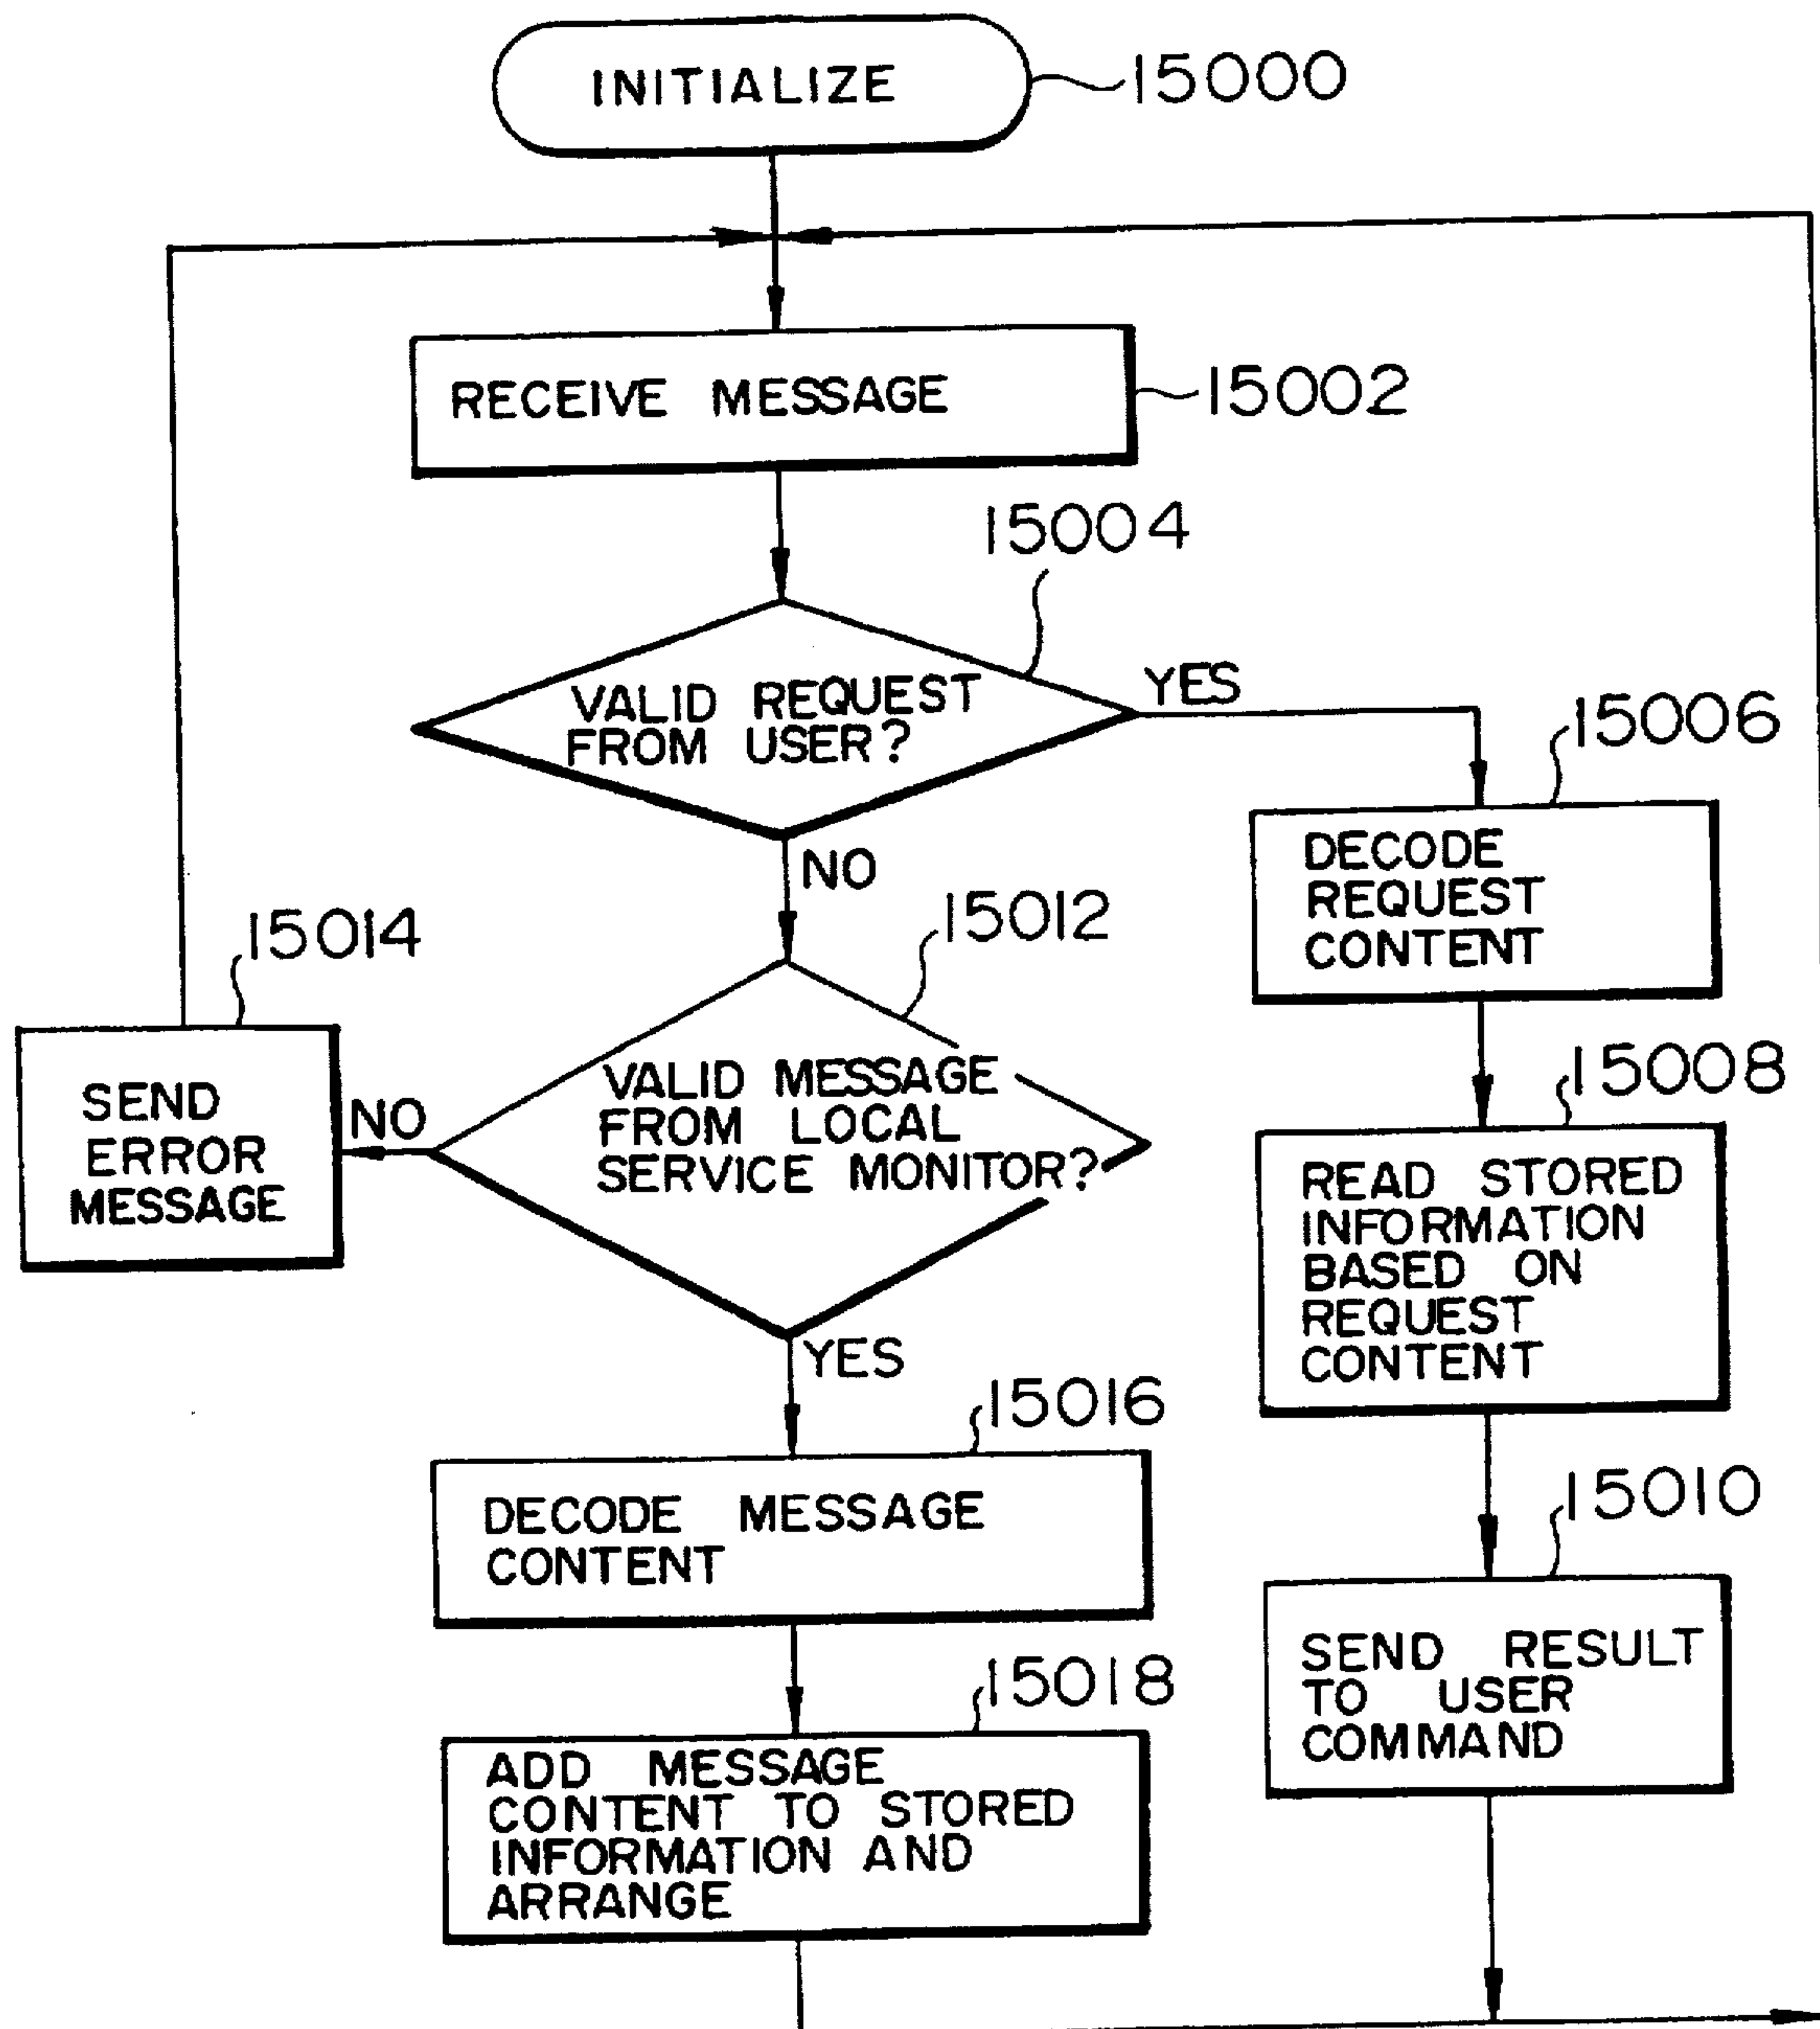 INITIALIZE
15000
RECEIVE MESSAGE
15002
15004
VALID REQUEST
FROM USER?
YES
NO
15006
DECODE
REQUEST
CONTENT
15012
15014
SEND
ERROR
MESSAGE
NO
VALID MESSAGE
FROM LOCAL
SERVICE MONITOR?
YES
15008
READ STORED
INFORMATION
BASED ON
REQUEST
CONTENT
15016
DECODE MESSAGE
CONTENT
15010
SEND RESULT
TO USER
COMMAND
15018
ADD MESSAGE
CONTENT TO STORED
INFORMATION AND
ARRANGE